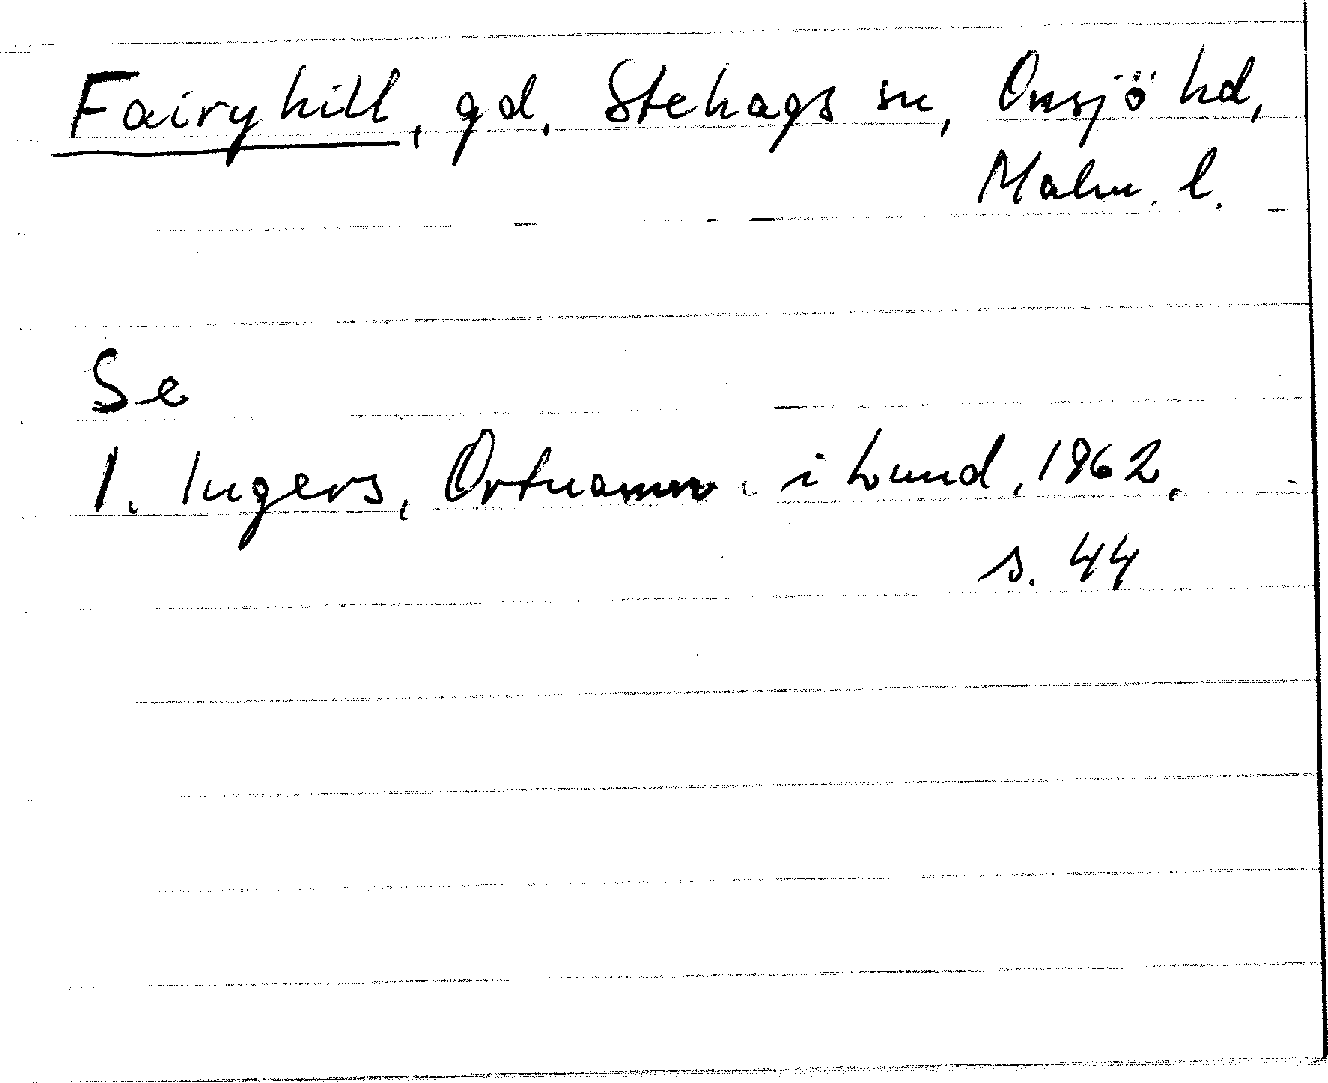 Fairyhill, gd, Stehags sn, Onsjö hd,
Malm. l.
Se
I. Ingers, Ortnamn i Lund, 1962,
s. 44